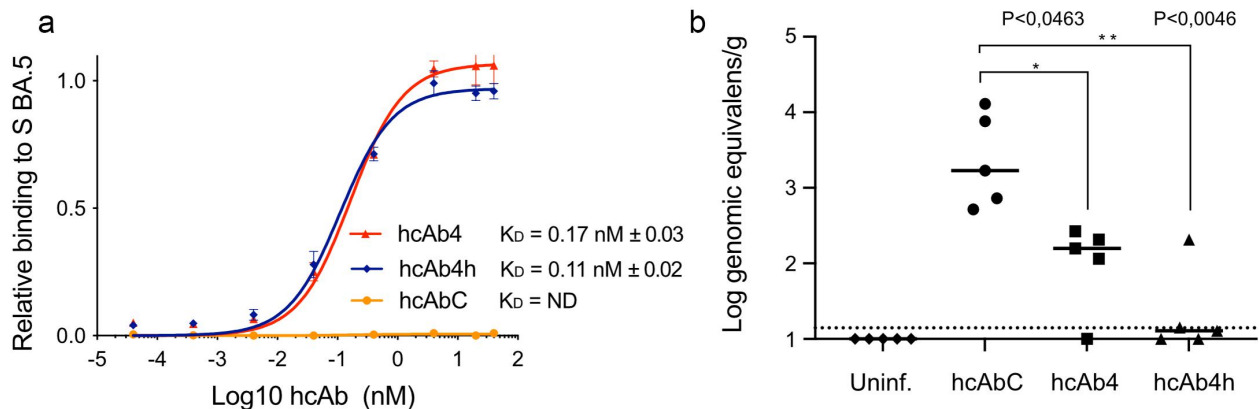 a
Relative binding to S BA.5
1.0
0.5
0.0
-5 -4 -3 -2 -1 0 1 2
Log10 hcAb (nM)
hcAb4 KD = 0.17 nM ± 0.03
hcAb4h KD = 0.11 nM ± 0.02
hcAbC KD = ND
b
P<0,0463 P<0,0046
**
*
Log genomic equivalens/g
5
4
3
2
1
Uninf. hcAbC hcAb4 hcAb4h